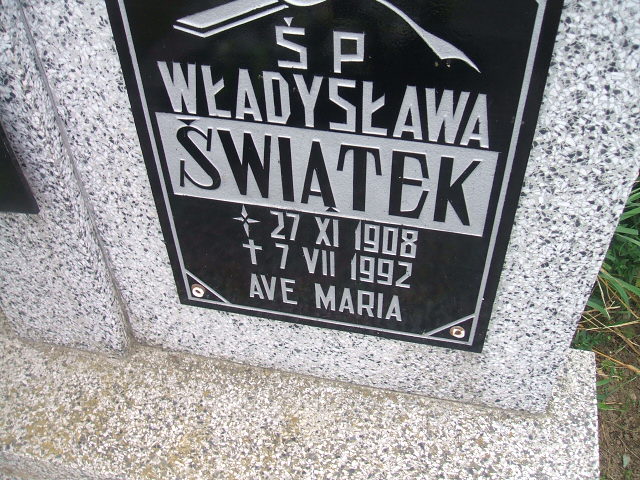 Ś P
WŁADYSŁAWA
ŚWIĄTEK
27 XI 1908
7 VII 1992
AVE MARIA